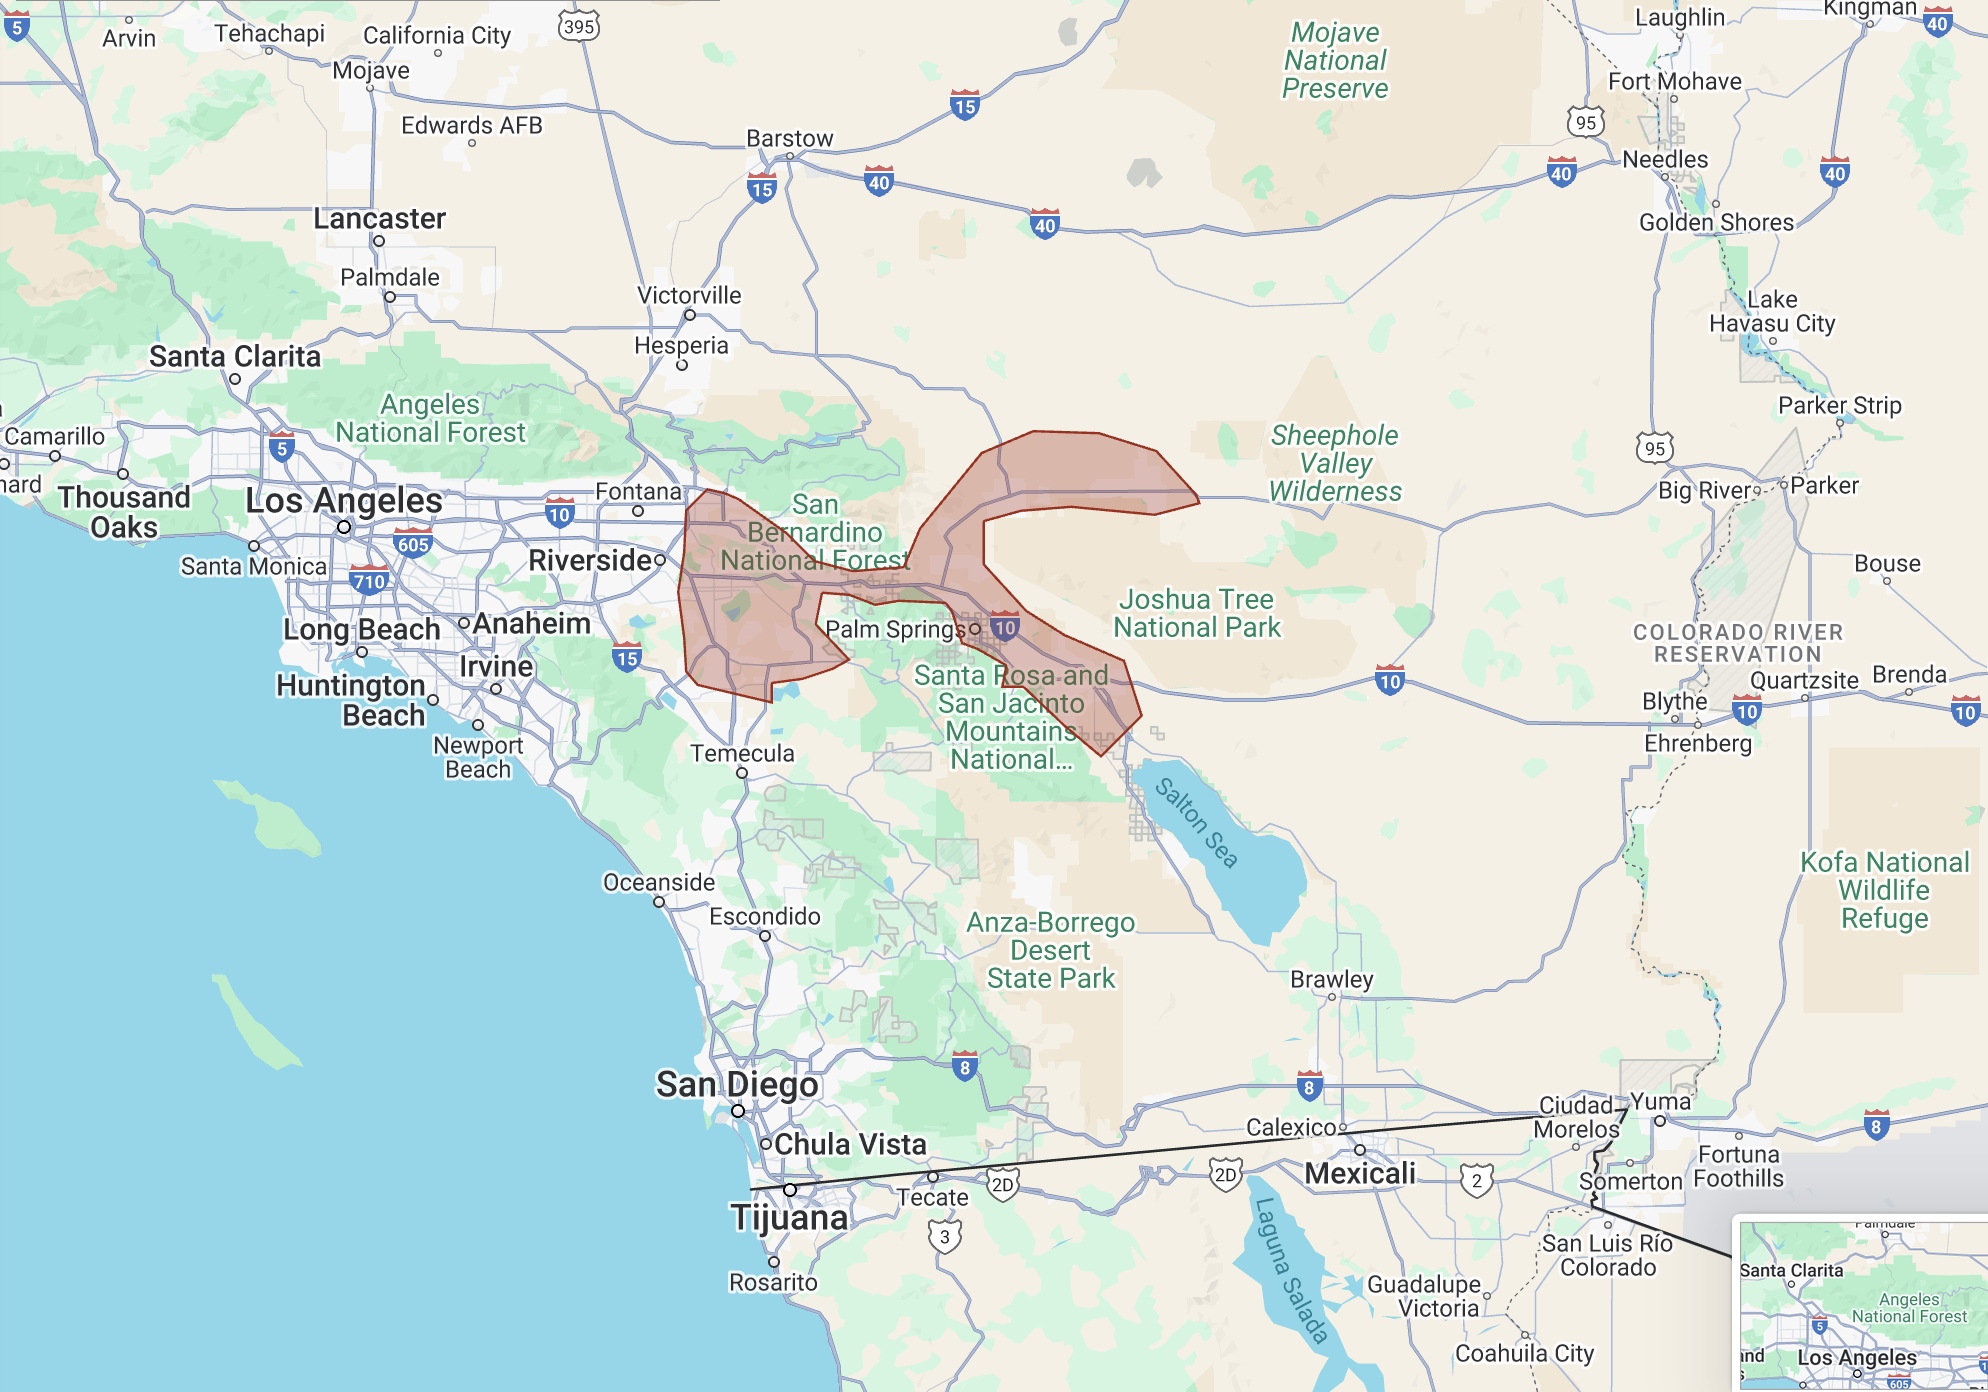 5
Arvin
Tehachapi
California City
395
Mojave
National
Preserve
Laughlin
Kingman
40
Mojave
Edwards AFB
15
Barstow
Fort Mohave
95
Needles
15
40
40
40
40
Golden Shores
Lancaster
Palmdale
Victorville
Hesperia
Lake
Havasu City
Santa Clarita
Angeles
National Forest
Parker Strip
Camarillo
5
Sheephole
Valley
Wilderness
95
Thousand
Oaks
Los Angeles
10
Fontana
San
Bernardino
National Forest
Big River
Parker
605
Santa Monica
710
Riverside
Bouse
Long Beach
Anaheim
Palm Springs
10
Joshua Tree
National Park
COLORADO RIVER
RESERVATION
Irvine
15
Huntington
Beach
Santa Rosa and
San Jacinto
Mountains
National...
10
Quartzsite
Brenda
Blythe
10
10
Ehrenberg
Newport
Beach
Temecula
Salton Sea
Kofa National
Wildlife
Refuge
Oceanside
Escondido
Anza-Borrego
Desert
State Park
Brawley
8
San Diego
8
Ciudad
Morelos
Yuma
Calexico
8
Chula Vista
Mexicali
Tecate
2D
2D
2
Somerton
Fortuna
Foothills
Tijuana
3
Laguna Salada
San Luis Río
Colorado
Rosarito
Guadalupe
Victoria
Coahuila City
Palmdale
Santa Clarita
Angeles
National Forest
5
Los Angeles
605